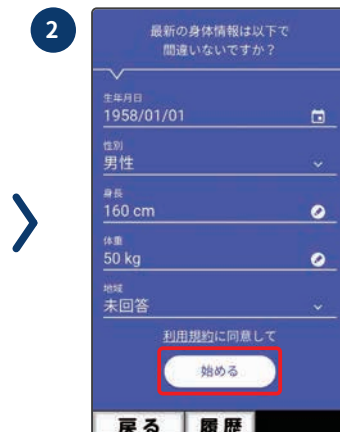 2
最新の身体情報は以下で
間違いないですか？
生年月日
1958/01/01
性別
男性
身長
160 cm
体重
50 kg
地域
未回答
利用規約に同意して
始める
戻る 履歴